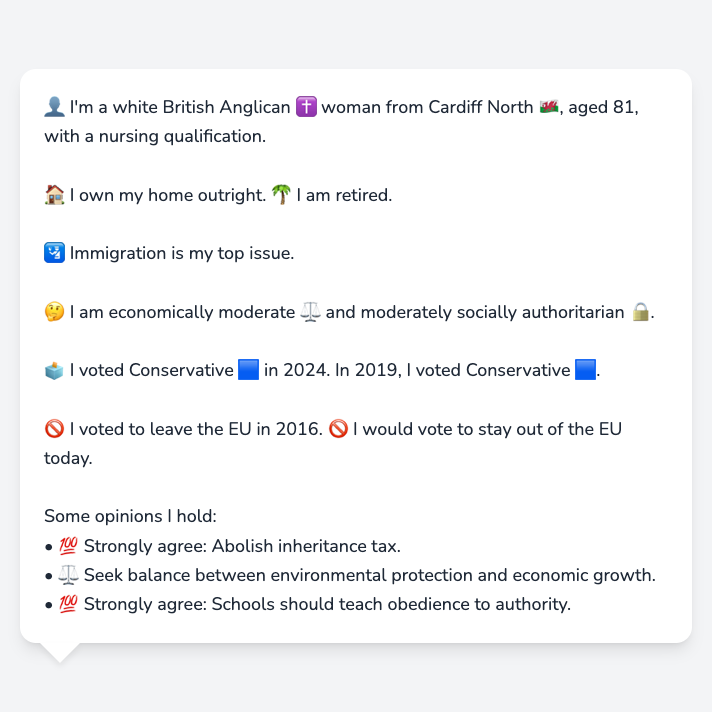 👤 I'm a white British Anglican ✝️ woman from Cardiff North 🏴󠁧󠁢󠁷󠁬󠁳󠁿, aged 81,
with a nursing qualification.
🏠 I own my home outright. 🌴 I am retired.
🛂 Immigration is my top issue.
🤔 I am economically moderate ⚖️ and moderately socially authoritarian 🔒.
🗳️ I voted Conservative 🟦 in 2024. In 2019, I voted Conservative 🟦.
🚫 I voted to leave the EU in 2016. 🚫 I would vote to stay out of the EU
today.
Some opinions I hold:
• 💯 Strongly agree: Abolish inheritance tax.
• ⚖️ Seek balance between environmental protection and economic growth.
• 💯 Strongly agree: Schools should teach obedience to authority.